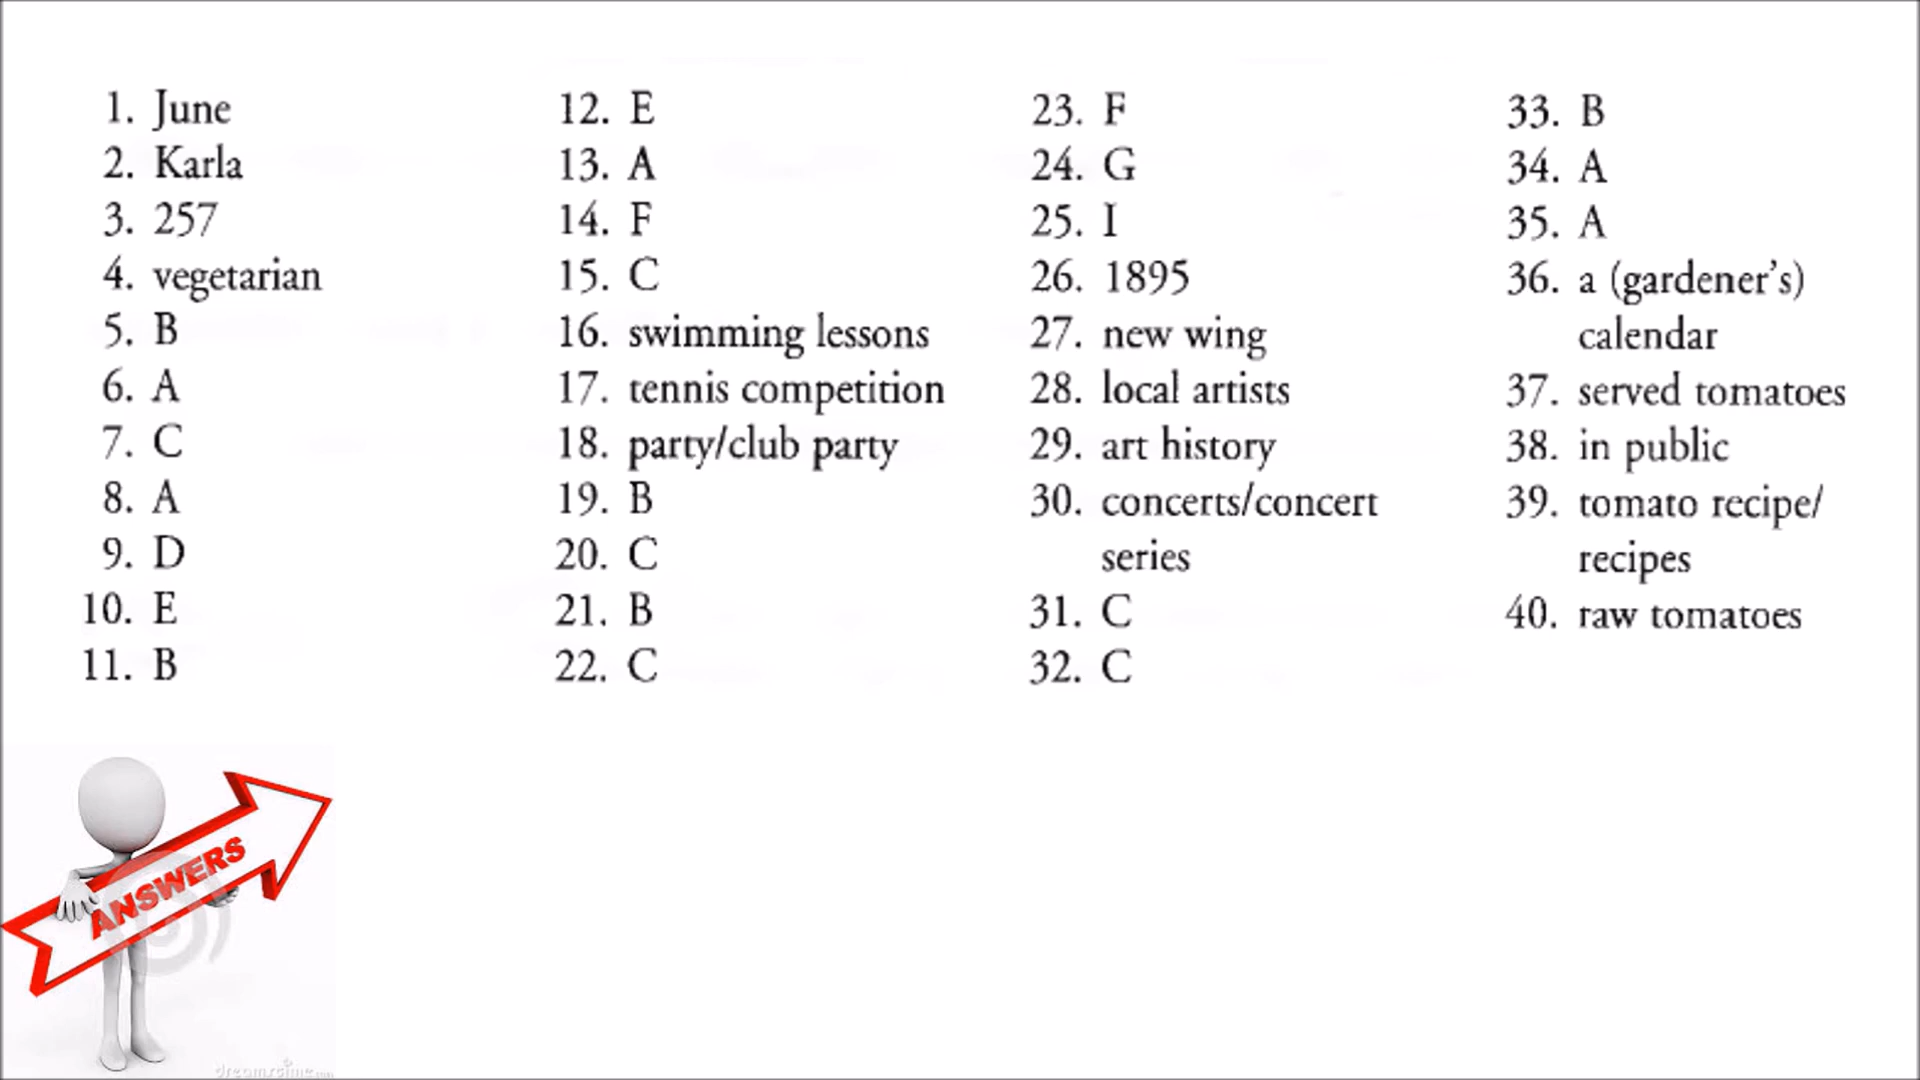 1. June
2. Karla
3. 257
4. vegetarian
5. B
6. A
7. C
8. A
9. D
10. E
11. B
12. E
13. A
14. F
15. C
16. swimming lessons
17. tennis competition
18. party/club party
19. B
20. C
21. B
22. C
23. F
24. G
25. I
26. 1895
27. new wing
28. local artists
29. art history
30. concerts/concert
series
31. C
32. C
33. B
34. A
35. A
36. a (gardener's)
calendar
37. served tomatoes
38. in public
39. tomato recipe/
recipes
40. raw tomatoes
ANSWERS
dreamstime